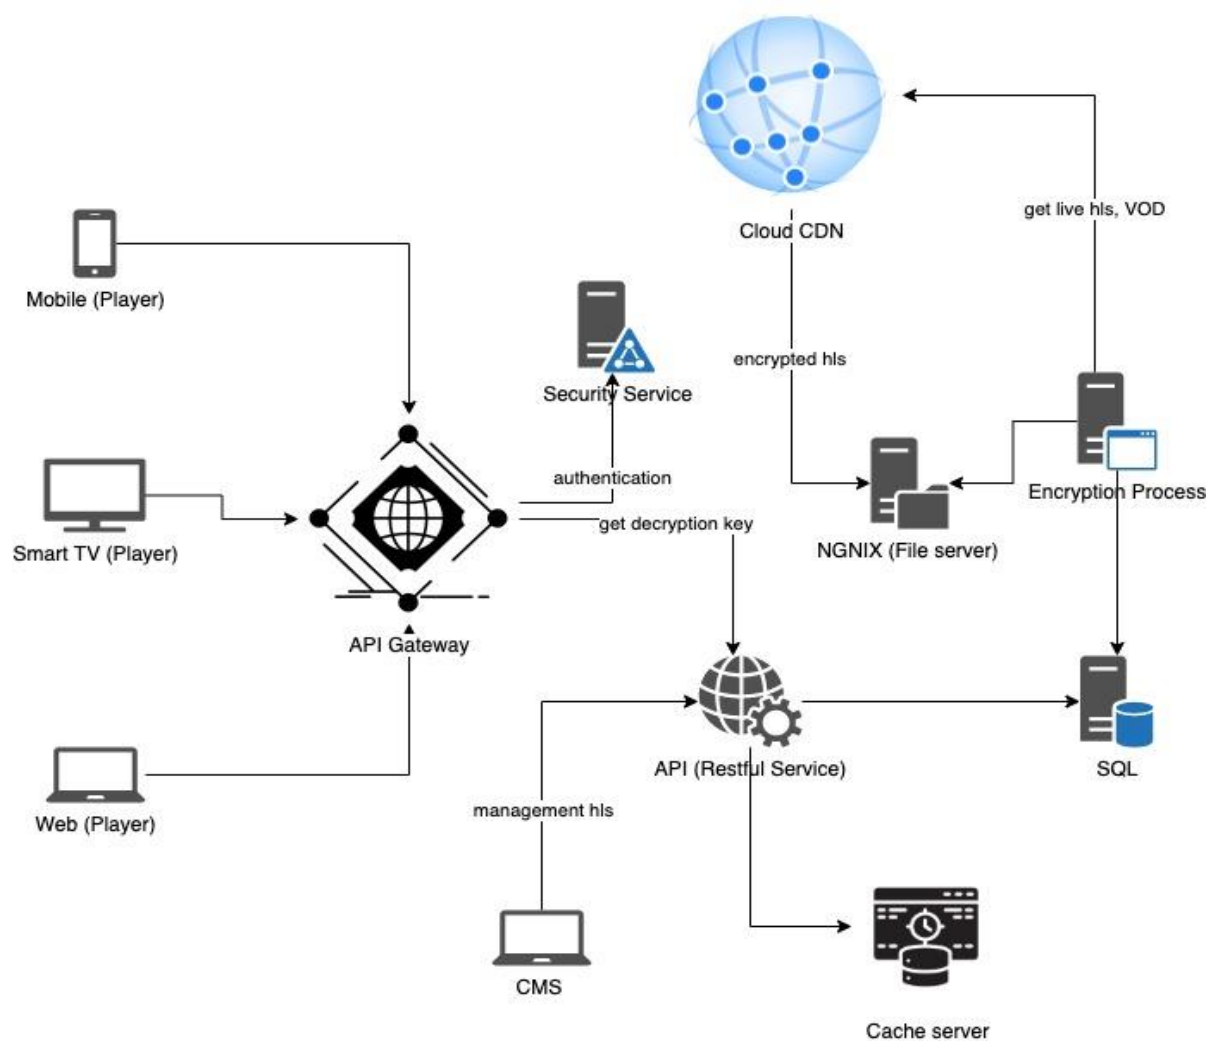 Cloud CDN
get live hls, VOD
Mobile (Player)
encrypted hls
Security Service
authentication
Encryption Process
get decryption key
NGNIX (File server)
Smart TV (Player)
API Gateway
API (Restful Service)
SQL
management hls
Web (Player)
CMS
Cache server